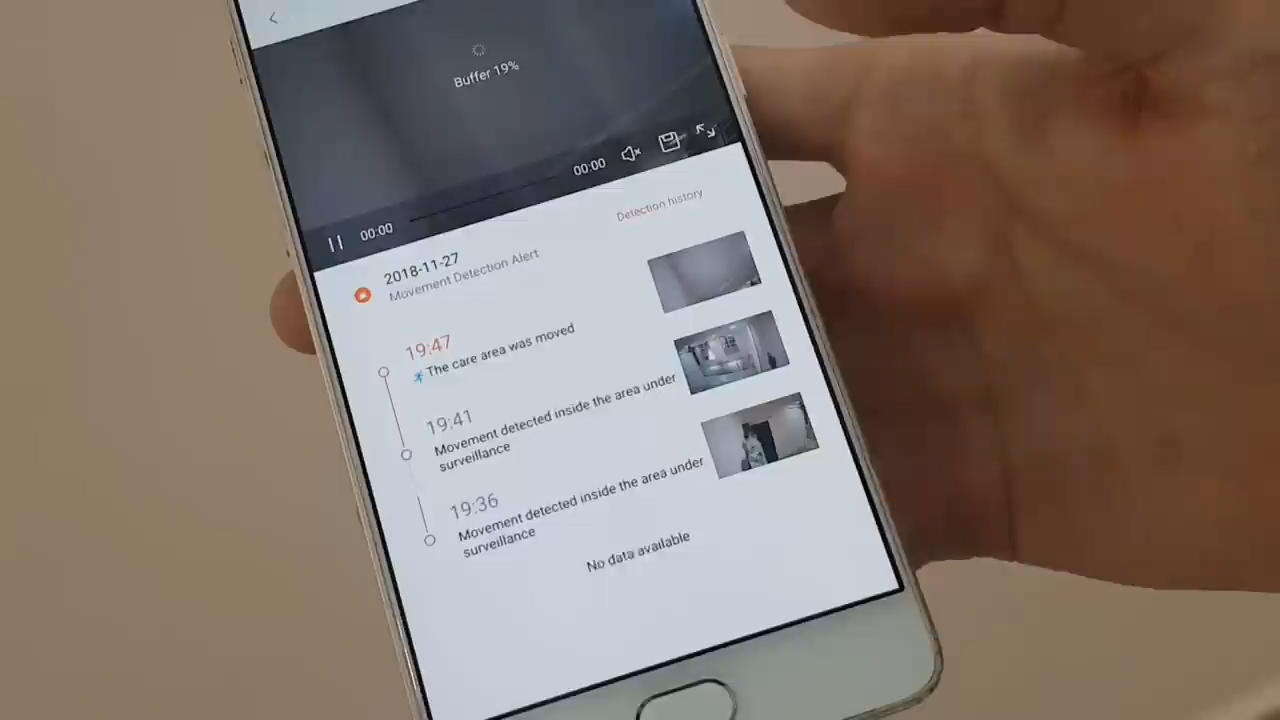 Buffer 19%
00:00
00:00
Detection history
2018-11-27
Movement Detection Alert
19:47
The care area was moved
19:41
Movement detected inside the area under
surveillance
19:36
Movement detected inside the area under
surveillance
No data available